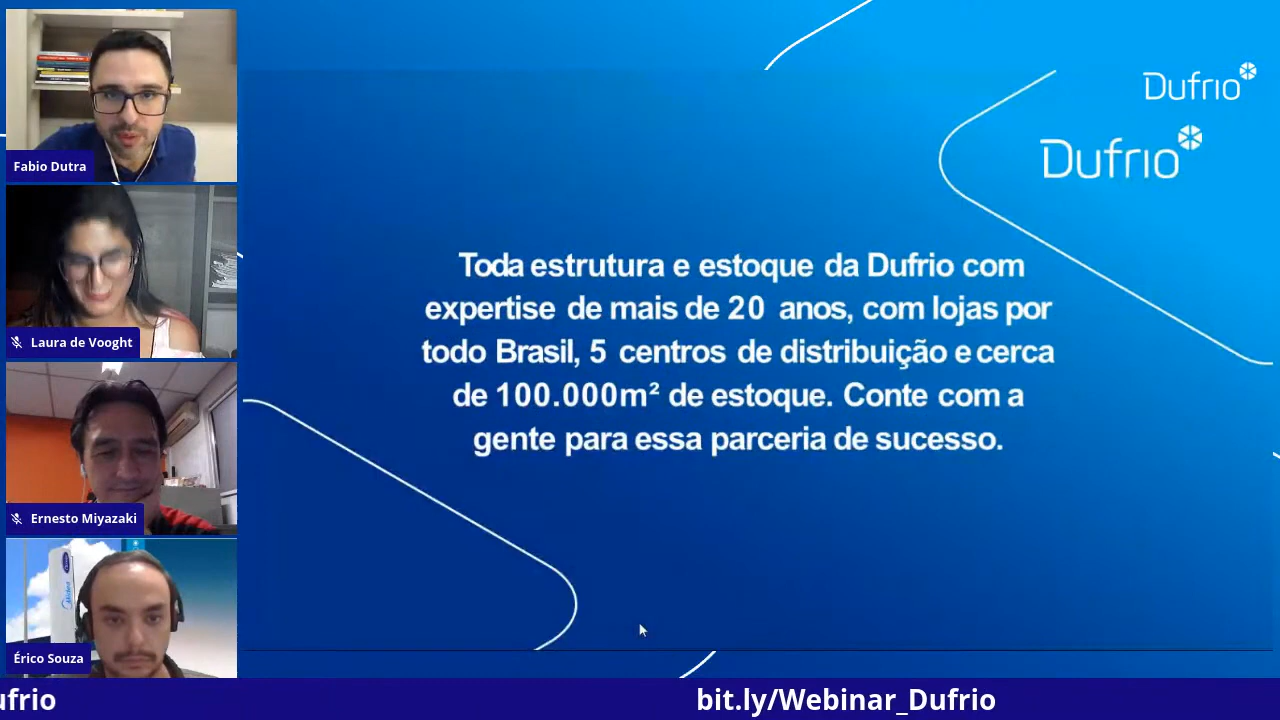 Fabio Dutra
Laura de Vooght
Ernesto Miyazaki
Érico Souza
Dufrio
Dufrio
Toda estrutura e estoque da Dufrio com
expertise de mais de 20 anos, com lojas por
todo Brasil, 5 centros de distribuição e cerca
de 100.000m² de estoque. Conte com a
gente para essa parceria de sucesso.
ufrio
bit.ly/Webinar_Dufrio